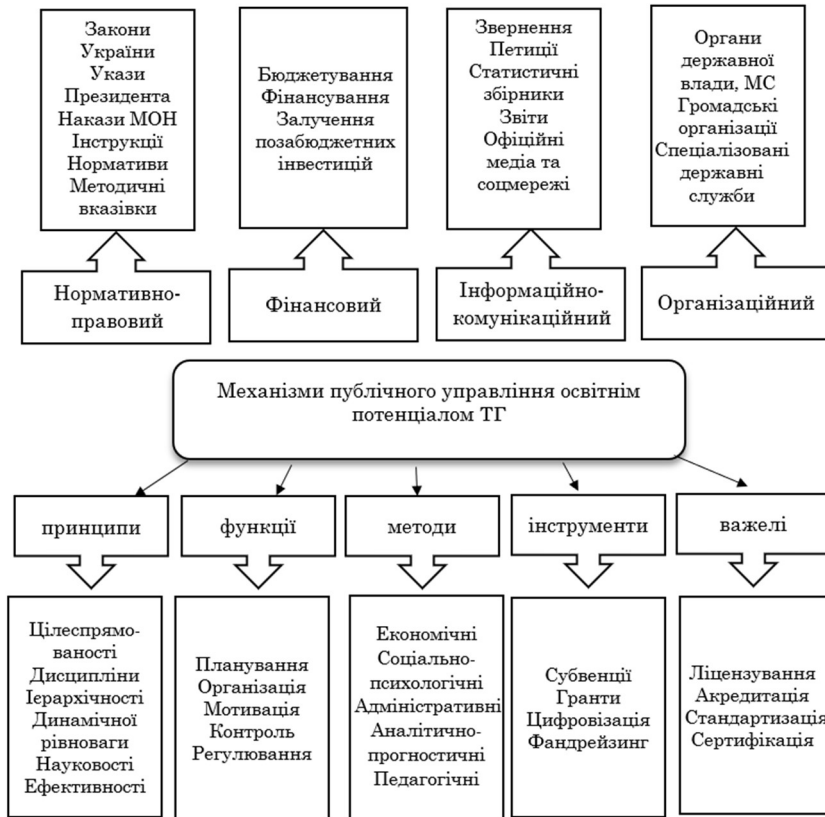 Закони
України
Укази
Президента
Накази МОН
Інструкції
Нормативи
Методичні
вказівки
Бюджетування
Фінансування
Залучення
позабюджетних
інвестицій
Звернення
Петиції
Статистичні
збірники
Звіти
Офіційні
медіа та
соцмережі
Органи
державної
влади, МС
Громадські
організації
Спеціалізовані
державні
служби
Нормативно-
правовий
Фінансовий
Інформаційно-
комунікаційний
Організаційний
Механізми публічного управління освітнім
потенціалом ТГ
принципи
функції
методи
інструменти
важелі
Цілеспрямо-
ваності
Дисципліни
Ієрархічності
Динамічної
рівноваги
Науковості
Ефективності
Планування
Організація
Мотивація
Контроль
Регулювання
Економічні
Соціально-
психологічні
Адміністративні
Аналітично-
прогностичні
Педагогічні
Субвенції
Гранти
Цифровізація
Фандрейзинг
Ліцензування
Акредитація
Стандартизація
Сертифікація